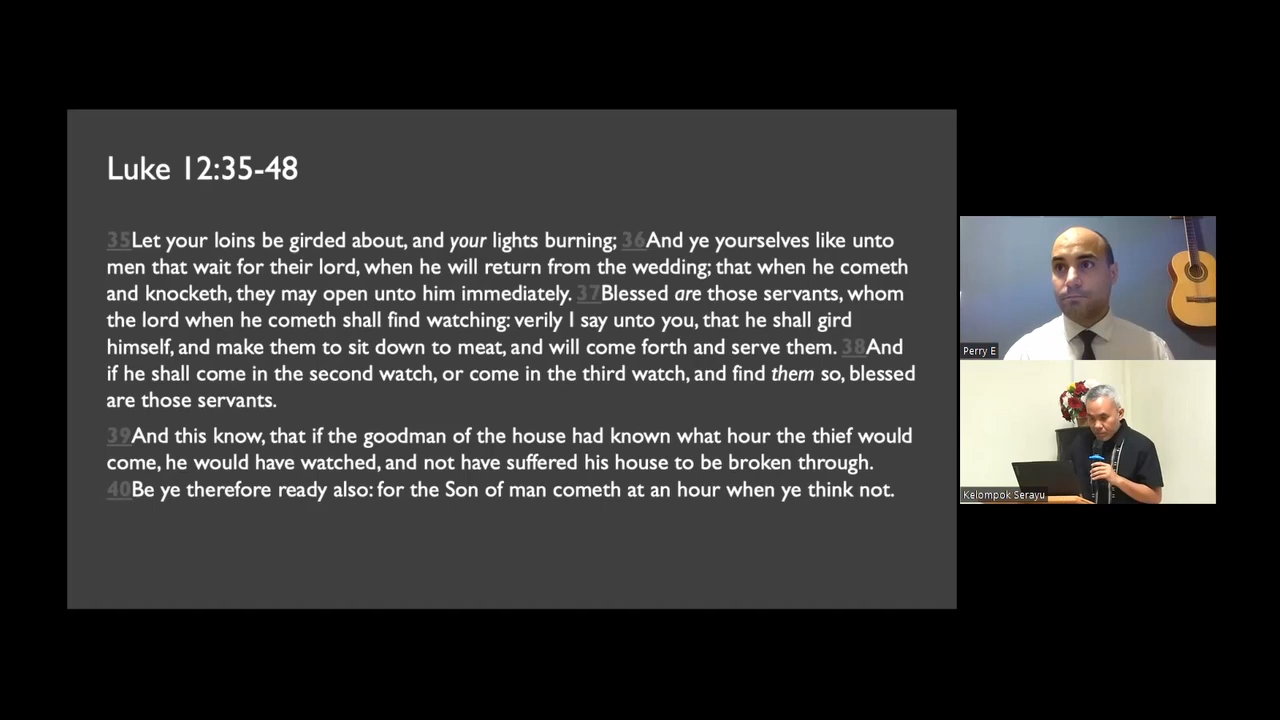 Luke 12:35-48
35Let your loins be girded about, and your lights burning; 36And ye yourselves like unto
men that wait for their lord, when he will return from the wedding; that when he cometh
and knocketh, they may open unto him immediately. 37Blessed are those servants, whom
the lord when he cometh shall find watching: verily I say unto you, that he shall gird
himself, and make them to sit down to meat, and will come forth and serve them. 38And
if he shall come in the second watch, or come in the third watch, and find them so, blessed
are those servants.
39And this know, that if the goodman of the house had known what hour the thief would
come, he would have watched, and not have suffered his house to be broken through.
40Be ye therefore ready also: for the Son of man cometh at an hour when ye think not.
Perry E
Kelompok Serayu